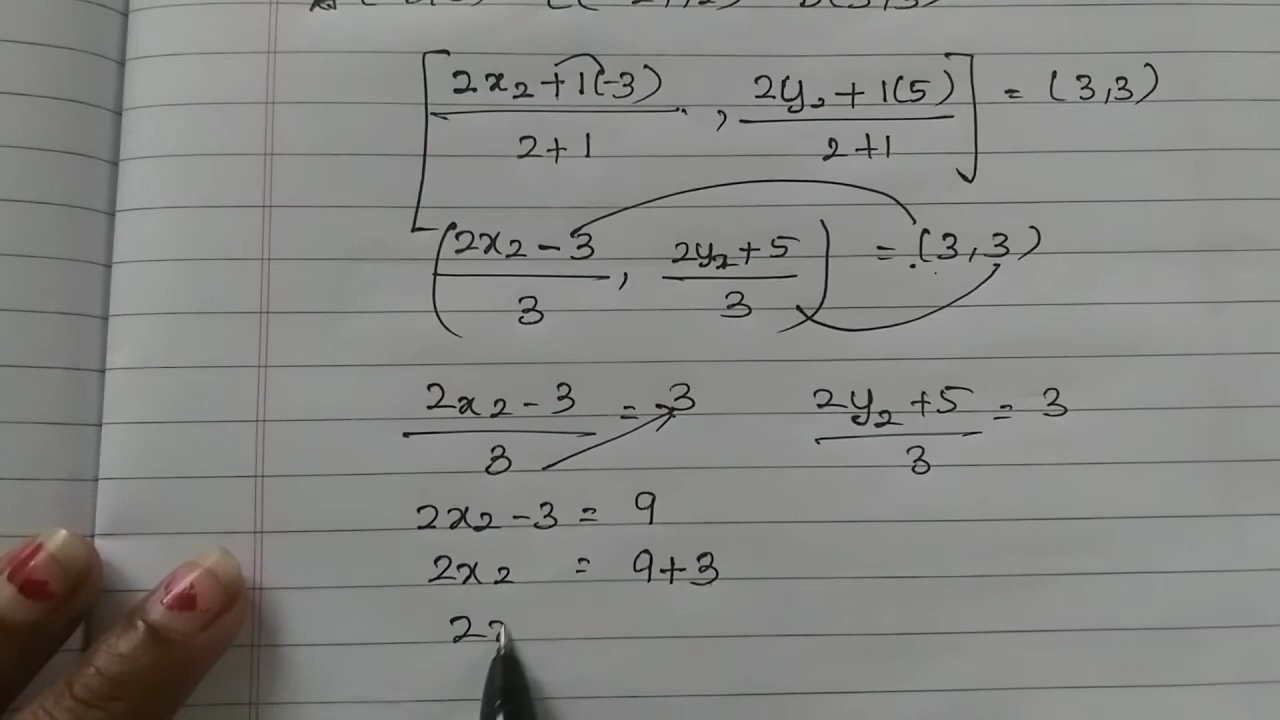 [ (2x₂ + 1(-3))/(2+1) , (2y₂ + 1(5))/(2+1) ] = (3,3)
( (2x₂ - 3)/3 , (2y₂ + 5)/3 ) = (3,3)
(2x₂ - 3)/3 = 3    (2y₂ + 5)/3 = 3
2x₂ - 3 = 9
2x₂ = 9+3
2